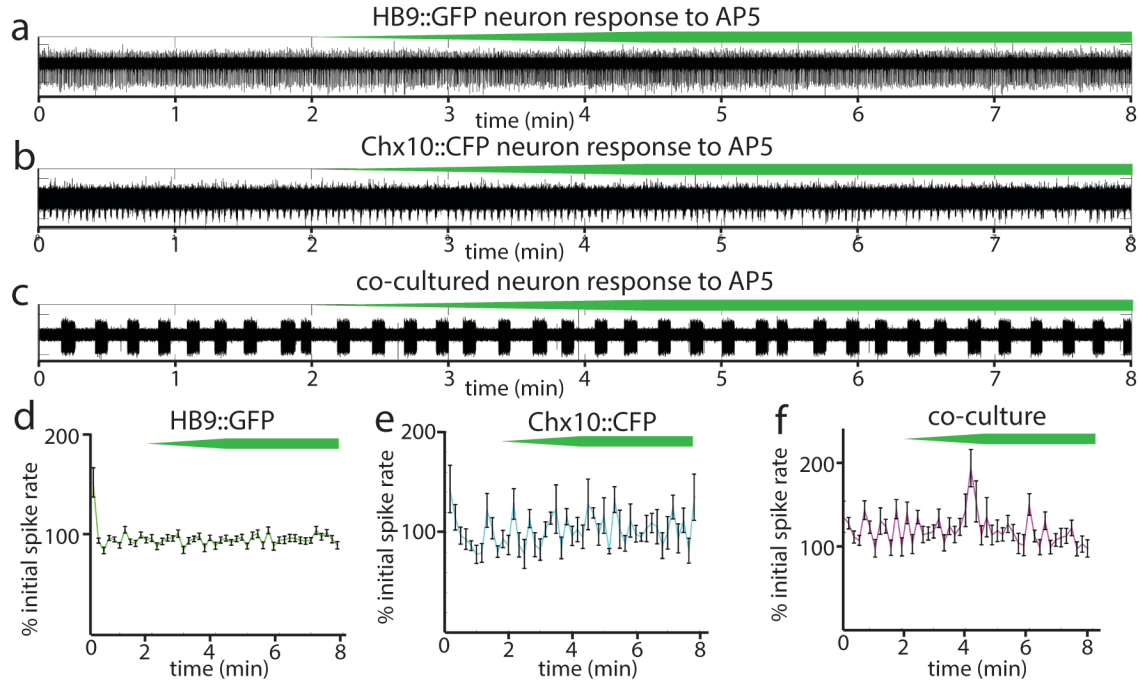 a
HB9::GFP neuron response to AP5
0 1 2 3 4 5 6 7 8
time (min)
b
Chx10::CFP neuron response to AP5
0 1 2 3 4 5 6 7 8
time (min)
c
co-cultured neuron response to AP5
0 1 2 3 4 5 6 7 8
time (min)
d
HB9::GFP
200
100
% initial spike rate
0 2 4 6 8
time (min)
e
Chx10::CFP
200
100
% initial spike rate
0 2 4 6 8
time (min)
f
co-culture
200
100
% initial spike rate
0 2 4 6 8
time (min)